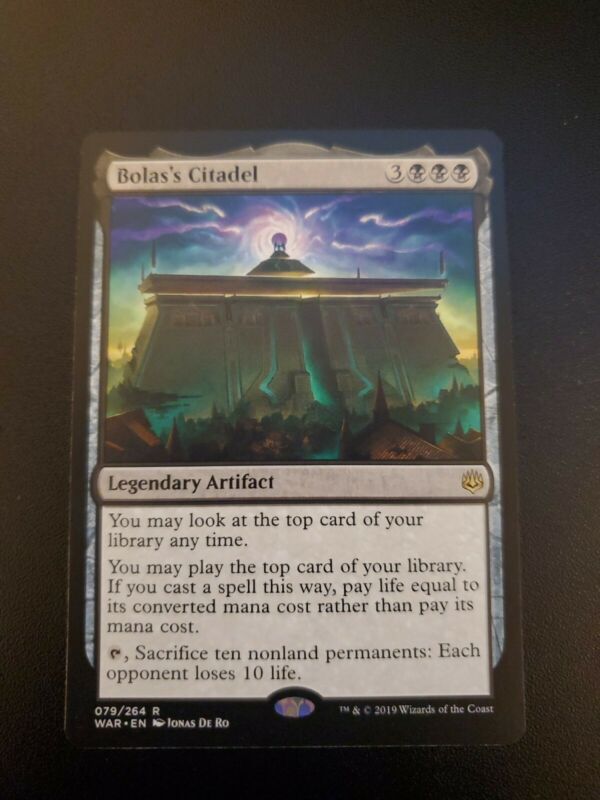 Bolas's Citadel 3
Legendary Artifact
You may look at the top card of your
library any time.
You may play the top card of your library.
If you cast a spell this way, pay life equal to
its converted mana cost rather than pay its
mana cost.
, Sacrifice ten nonland permanents: Each
opponent loses 10 life.
079/264 R
WAR • EN Jonas De Ro
™ & © 2019 Wizards of the Coast